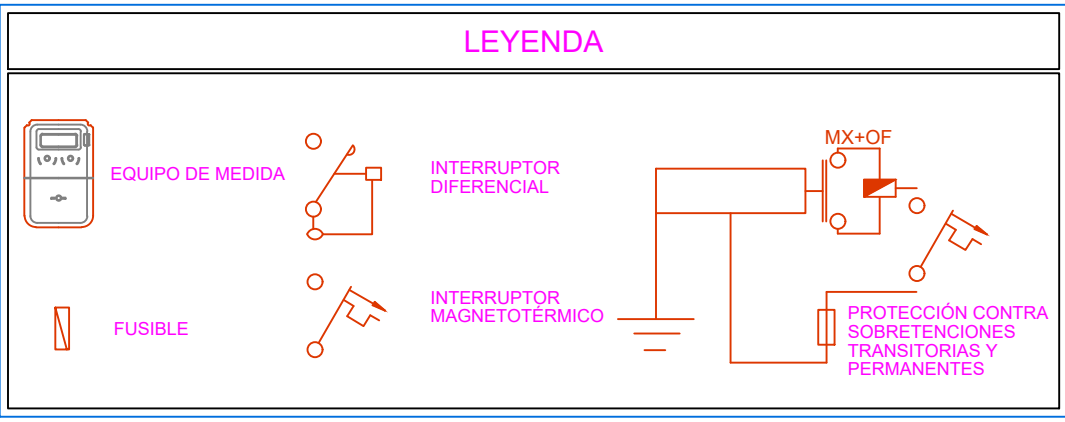 LEYENDA
EQUIPO DE MEDIDA
INTERRUPTOR
DIFERENCIAL
MX+OF
FUSIBLE
INTERRUPTOR
MAGNETOTÉRMICO
PROTECCIÓN CONTRA
SOBRETENCIONES
TRANSITORIAS Y
PERMANENTES